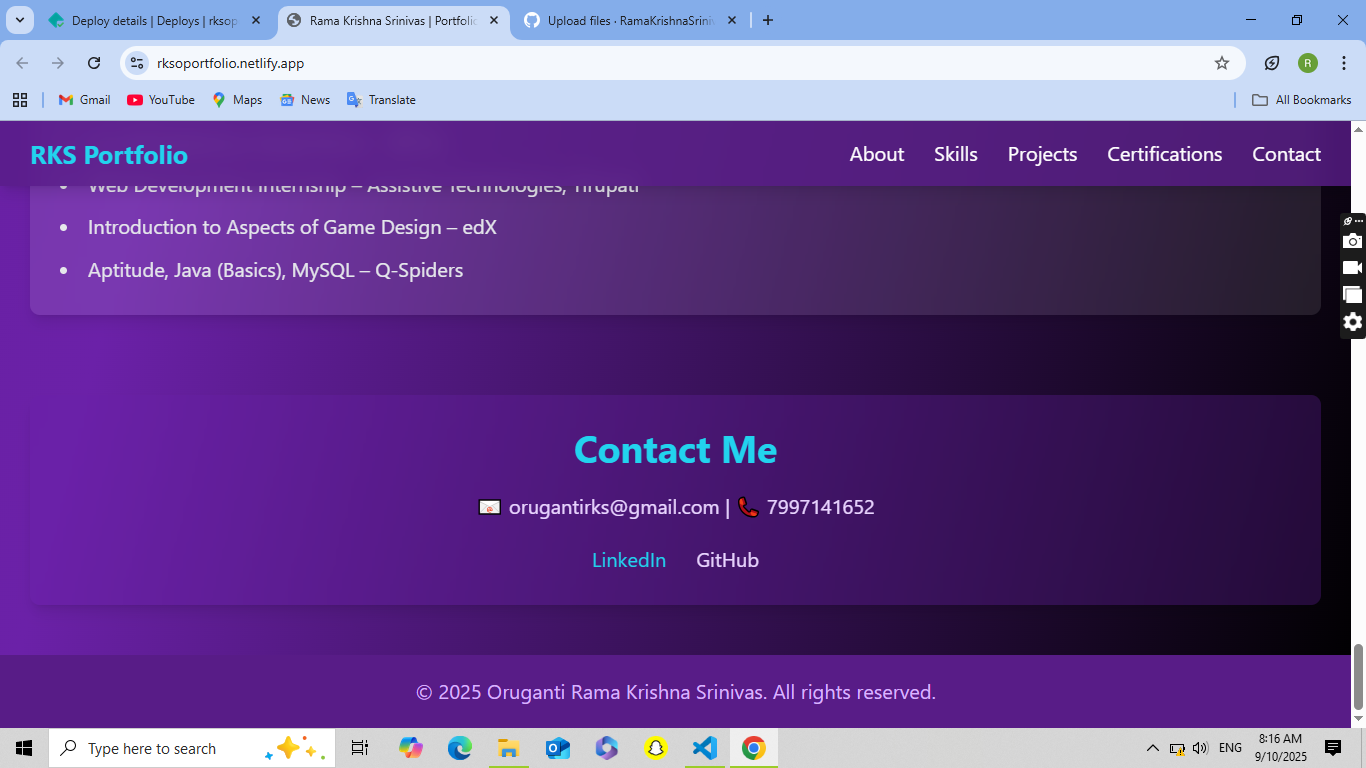 Deploy details | Deploys | rksop
Rama Krishna Srinivas | Portfolio
Upload files · RamaKrishnaSriniv
rksoportfolio.netlify.app
R
Gmail
YouTube
Maps
News
Translate
All Bookmarks
RKS Portfolio
About
Skills
Projects
Certifications
Contact
Web Development Internship – Assistive Technologies, Tirupati
Introduction to Aspects of Game Design – edX
Aptitude, Java (Basics), MySQL – Q-Spiders
Contact Me
orugantirks@gmail.com | 7997141652
LinkedIn GitHub
© 2025 Oruganti Rama Krishna Srinivas. All rights reserved.
Type here to search
ENG
8:16 AM
9/10/2025